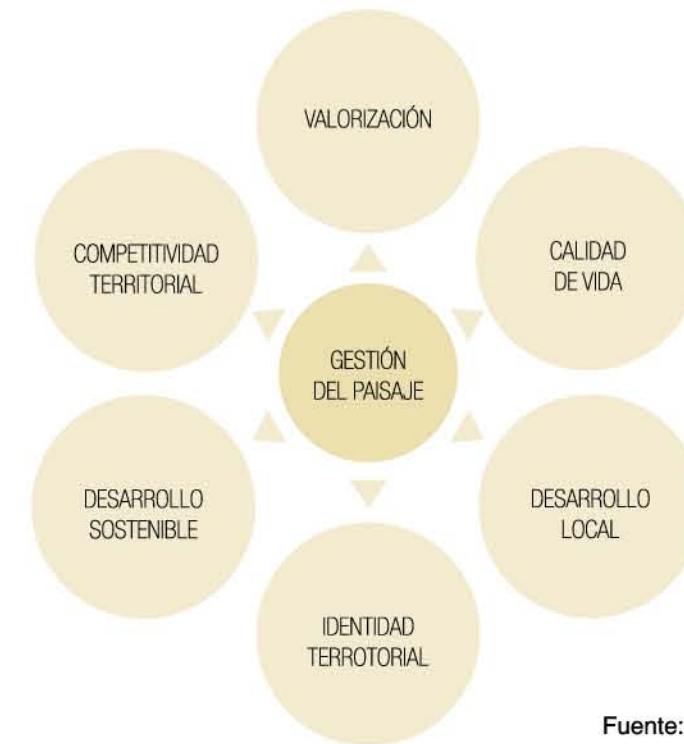 VALORIZACIÓN
COMPETITIVIDAD
TERRITORIAL
CALIDAD
DE VIDA
GESTIÓN
DEL PAISAJE
DESARROLLO
SOSTENIBLE
DESARROLLO
LOCAL
IDENTIDAD
TERROTORIAL
Fuente: